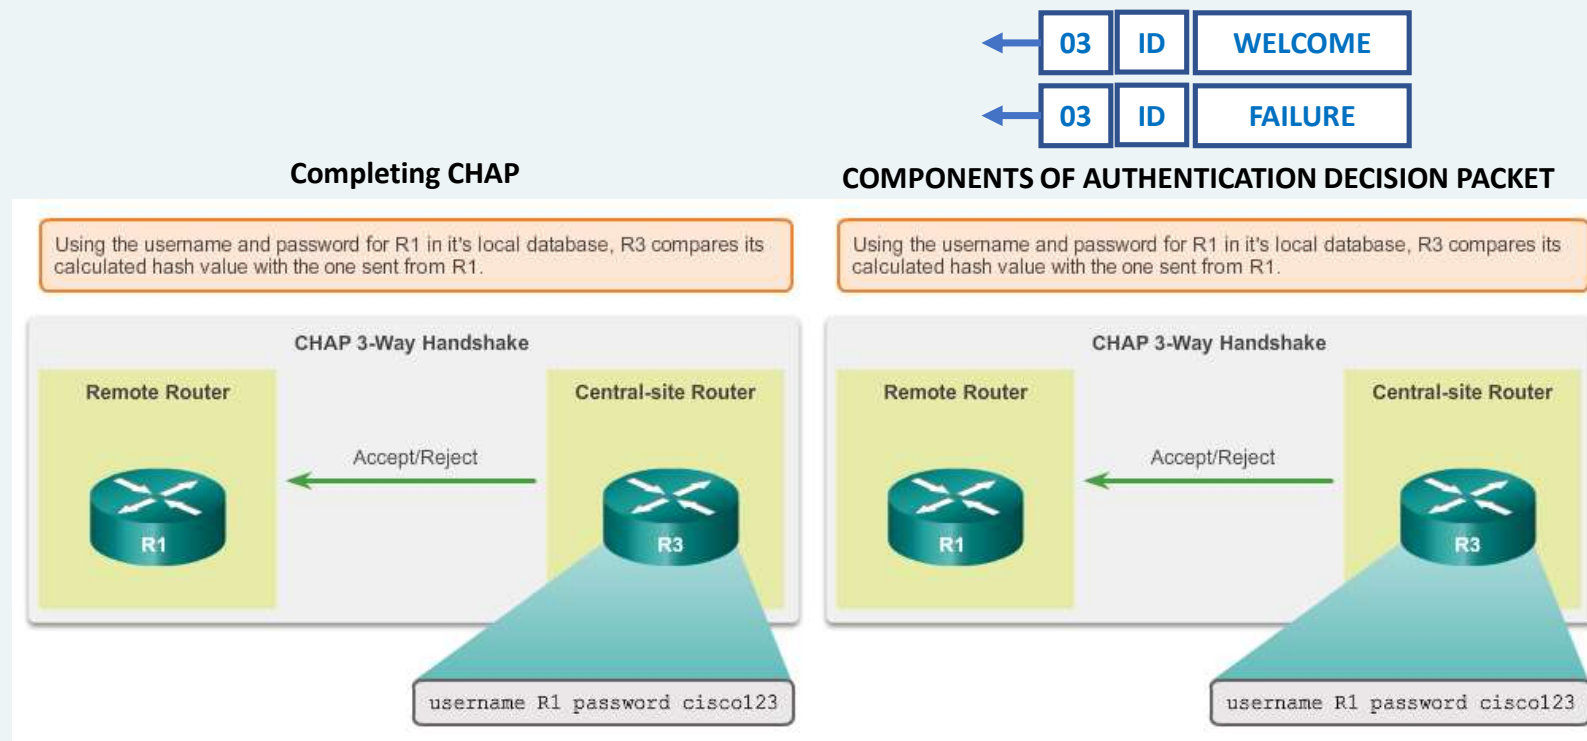 03 ID WELCOME
03 ID FAILURE
Completing CHAP
COMPONENTS OF AUTHENTICATION DECISION PACKET
Using the username and password for R1 in it's local database, R3 compares its
calculated hash value with the one sent from R1.
CHAP 3-Way Handshake
Remote Router
Central-site Router
Accept/Reject
R1
R3
username R1 password cisco123
Using the username and password for R1 in it's local database, R3 compares its
calculated hash value with the one sent from R1.
CHAP 3-Way Handshake
Remote Router
Central-site Router
Accept/Reject
R1
R3
username R1 password cisco123